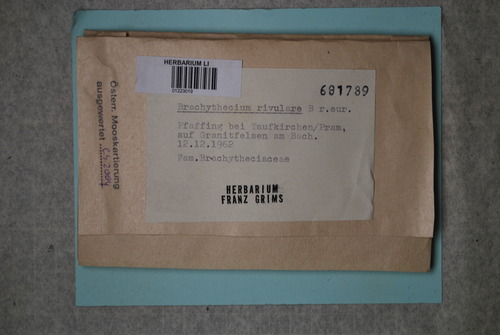 HERBARIUM LI
681789
Brachythecium rivulare B r.eur.
Pfaffing bei Taufkirchen/Pram,
auf Granitfelsen am Bach.
12.12.1962
Fam.Brachytheciaceae
HERBARIUM
FRANZ GRIMS
Österr. Mooskartierung
ausgewertet